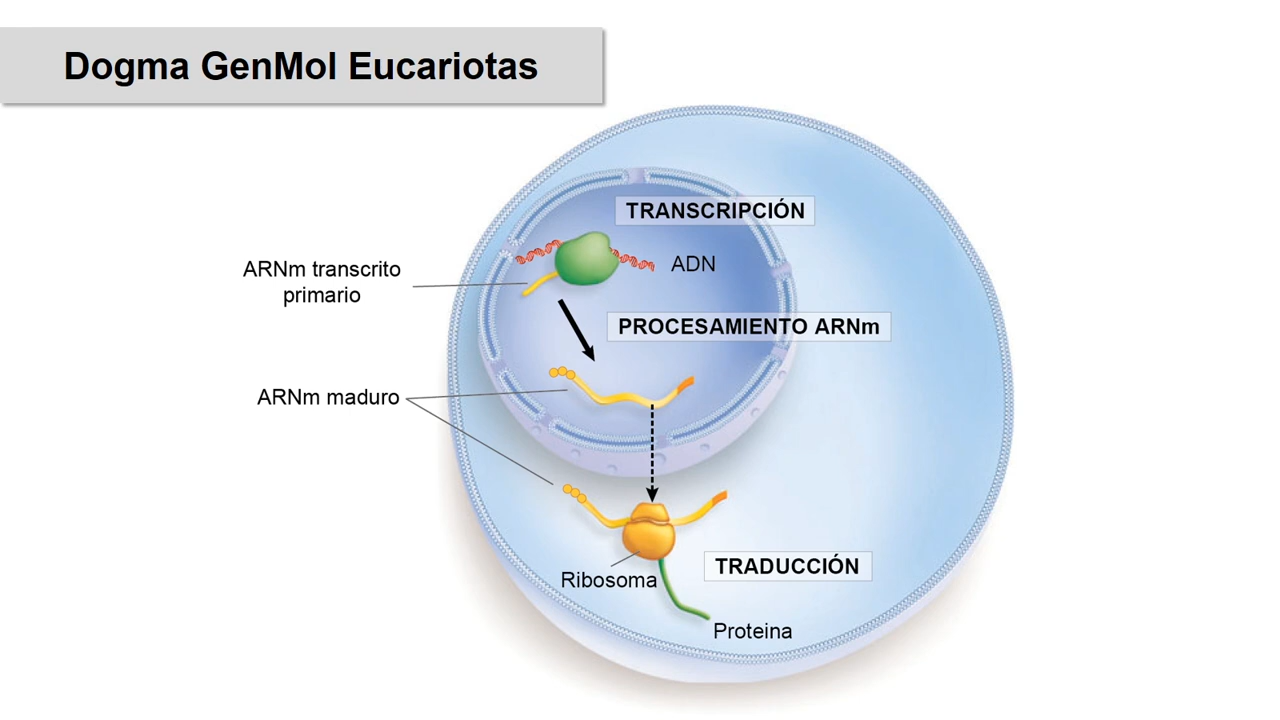 Dogma GenMol Eucariotas
TRANSCRIPCIÓN
ADN
ARNm transcrito
primario
PROCESAMIENTO ARNm
ARNm maduro
Ribosoma
TRADUCCIÓN
Proteina